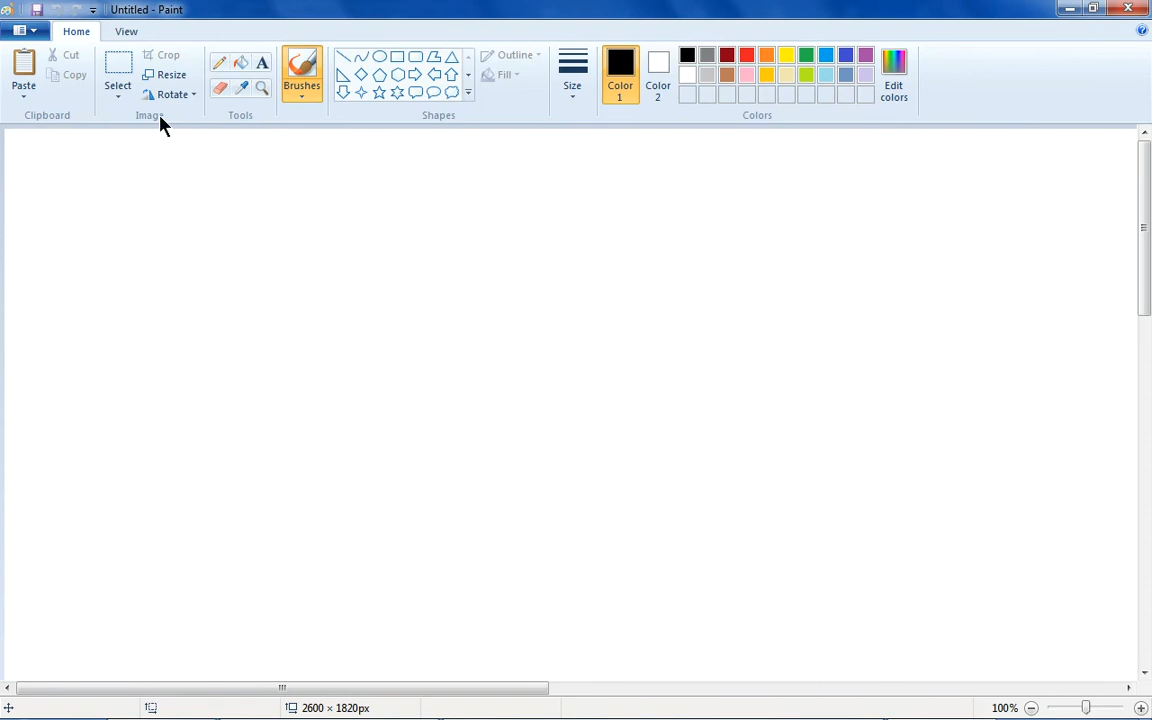 Untitled - Paint
Home View
Paste
Cut
Copy
Clipboard
Select
Crop
Resize
Rotate
Image
A
Tools
Brushes
Shapes
Outline
Fill
Size
Color 1
Color 2
Colors
Edit colors
2600 × 1820px
100%